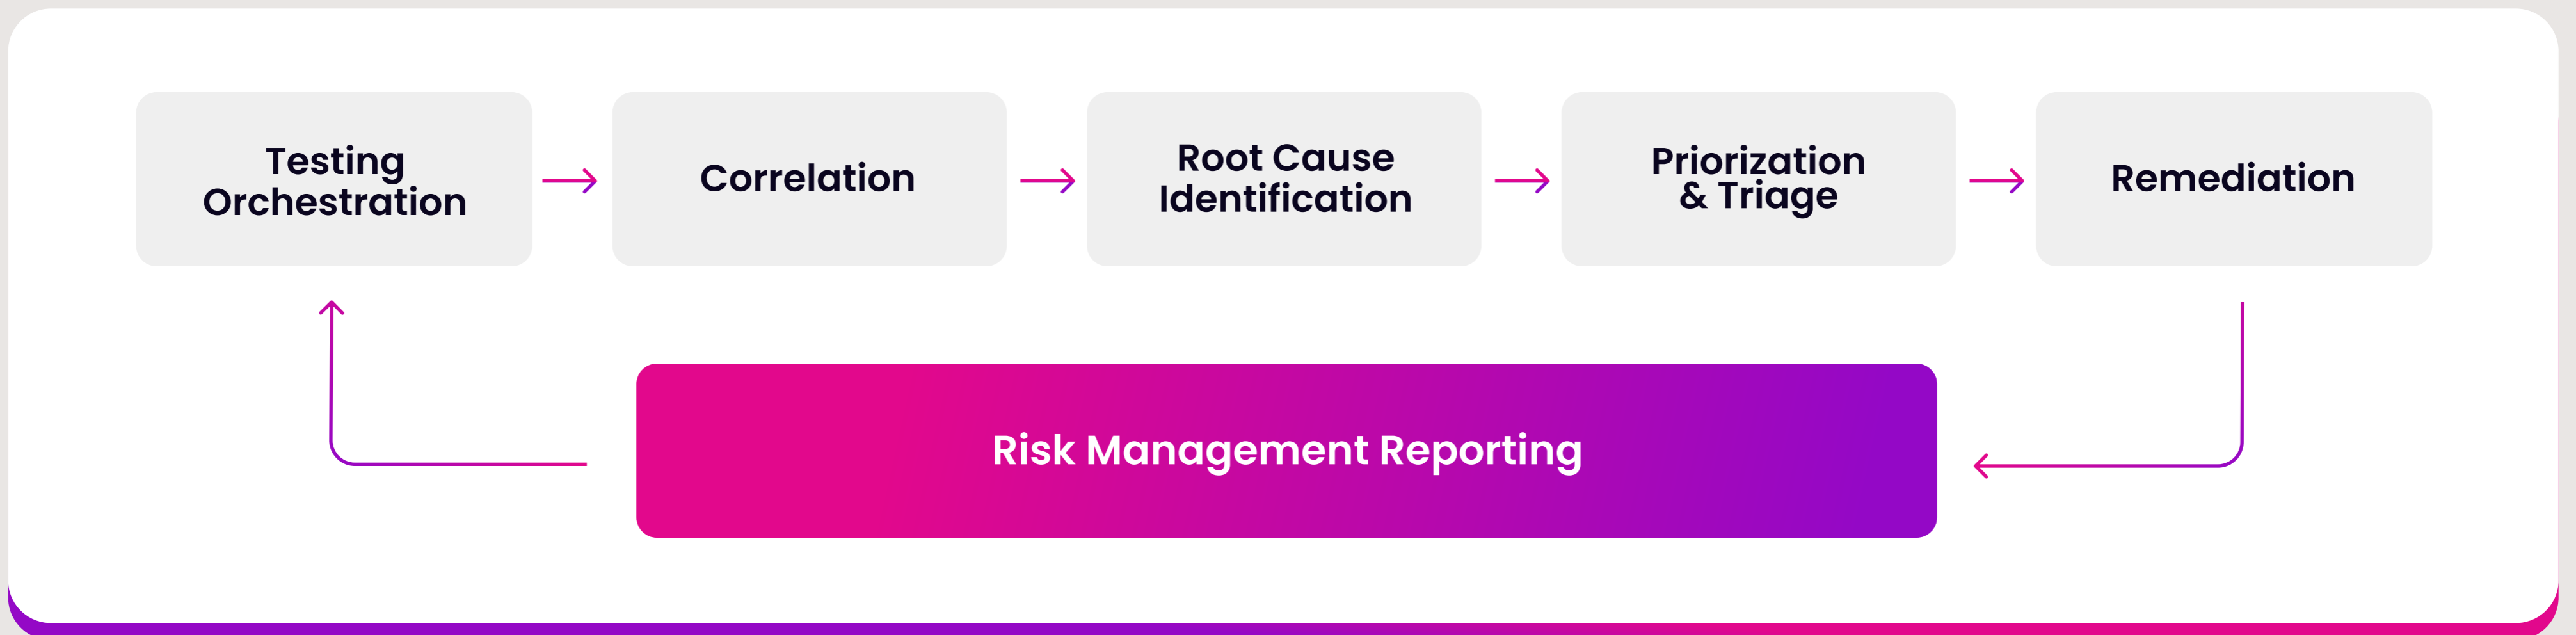 Testing
Orchestration
Correlation
Root Cause
Identification
Priorization
& Triage
Remediation
Risk Management Reporting